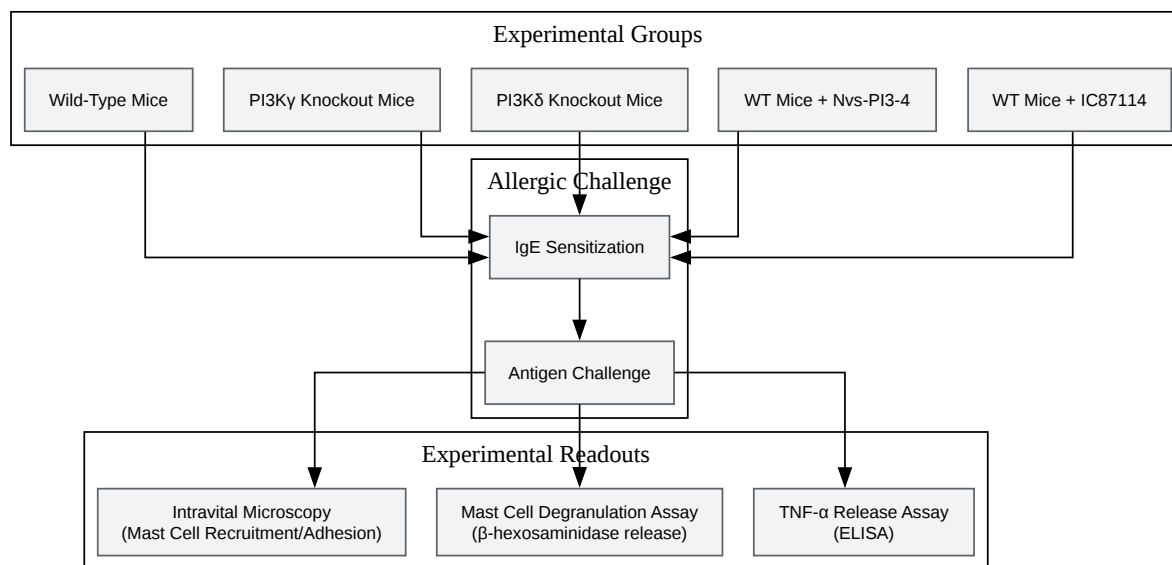 Experimental Groups
Wild-Type Mice
PI3Kγ Knockout Mice
PI3Kδ Knockout Mice
WT Mice + Nvs-PI3-4
WT Mice + IC87114
Allergic Challenge
IgE Sensitization
Antigen Challenge
Experimental Readouts
Intravital Microscopy
(Mast Cell Recruitment/Adhesion)
Mast Cell Degranulation Assay
(β-hexosaminidase release)
TNF-α Release Assay
(ELISA)